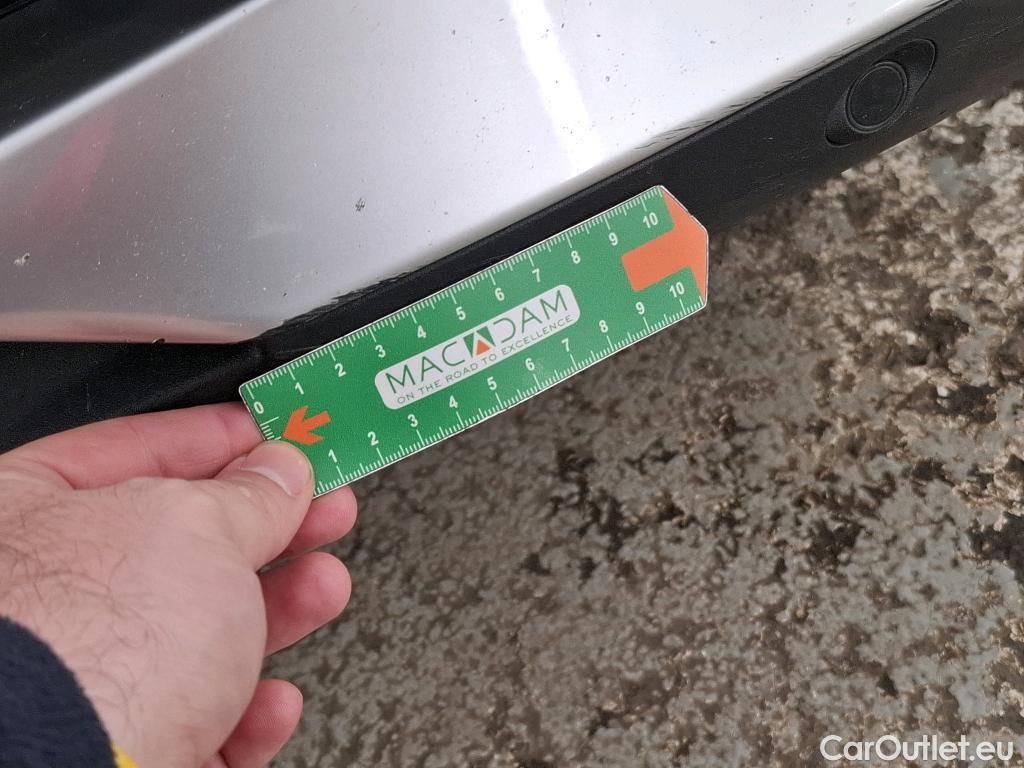 0 1 2 3 4 5 6 7 8 9 10
MACADAM
ON THE ROAD TO EXCELLENCE
1 2 3 4 5 6 7 8 9 10
CarOutlet.eu